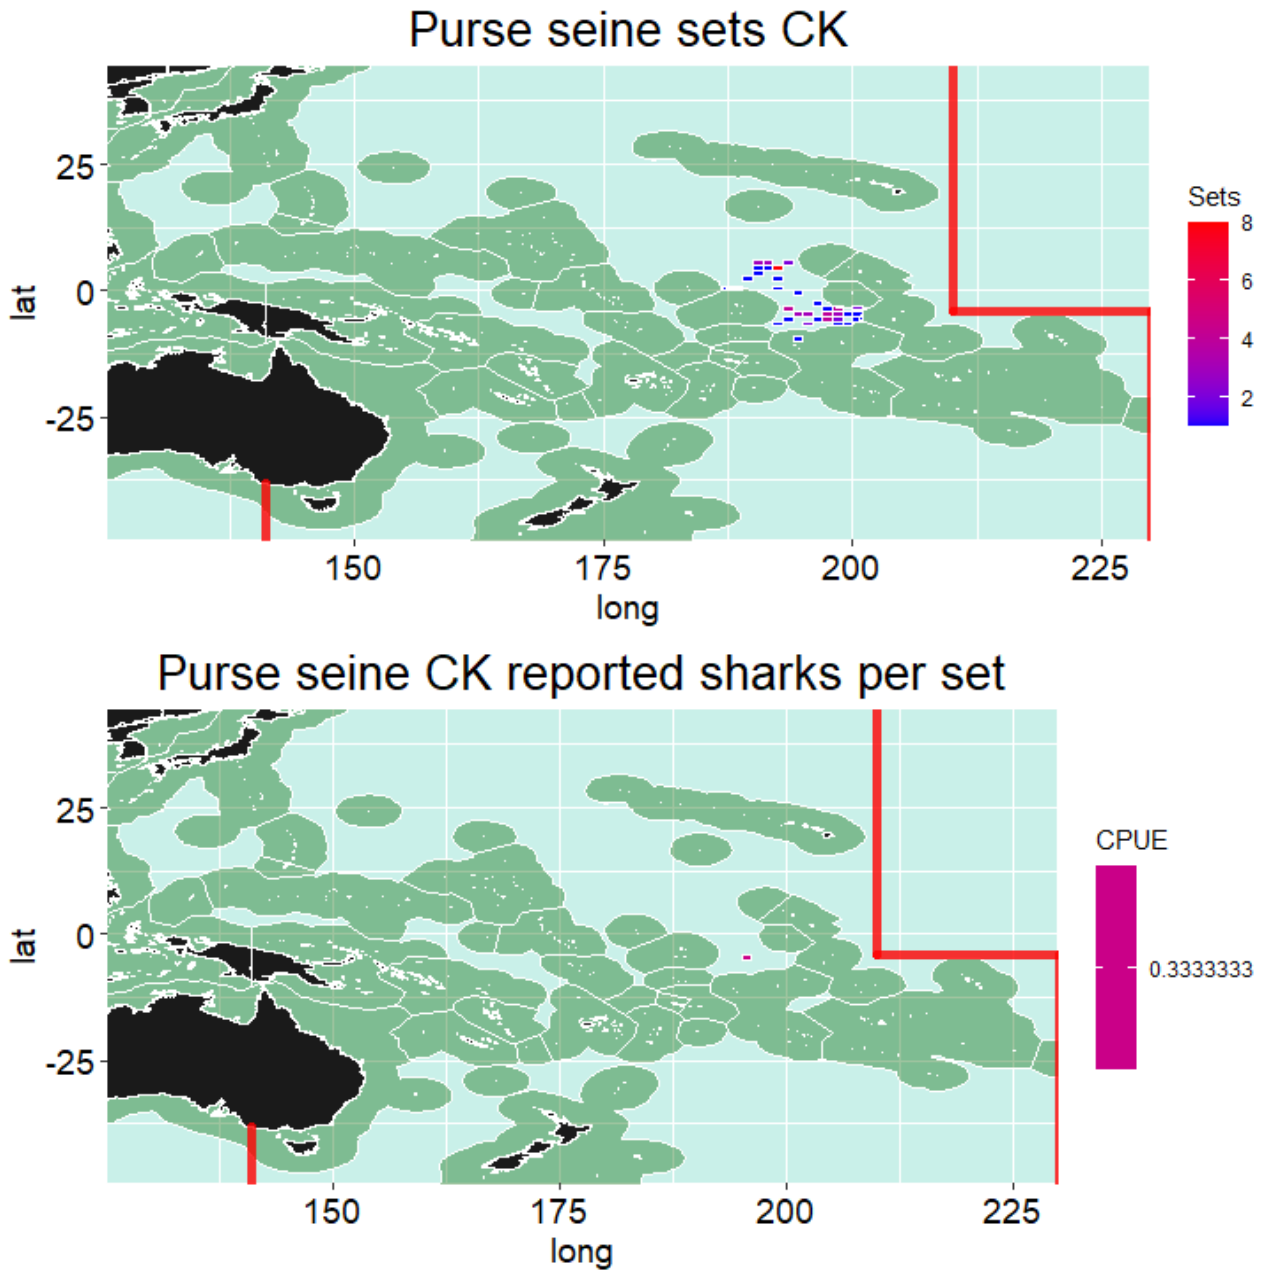 Purse seine sets CK
25
0
-25
lat
150
175
200
225
long
Sets
8
6
4
2
Purse seine CK reported sharks per set
25
0
-25
lat
150
175
200
225
long
CPUE
0.3333333